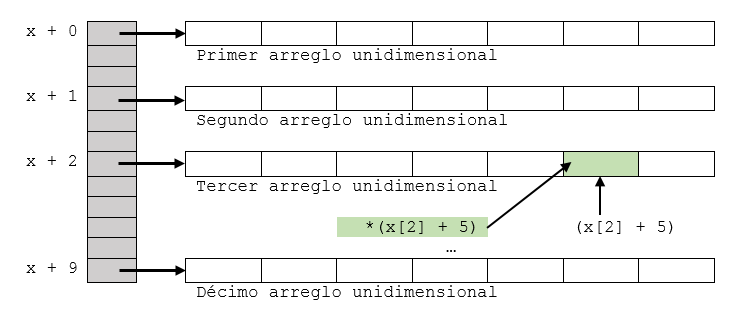 x + 0
Primer arreglo unidimensional
x + 1
Segundo arreglo unidimensional
x + 2
Tercer arreglo unidimensional
*(x[2] + 5) (x[2] + 5)
…
x + 9
Décimo arreglo unidimensional